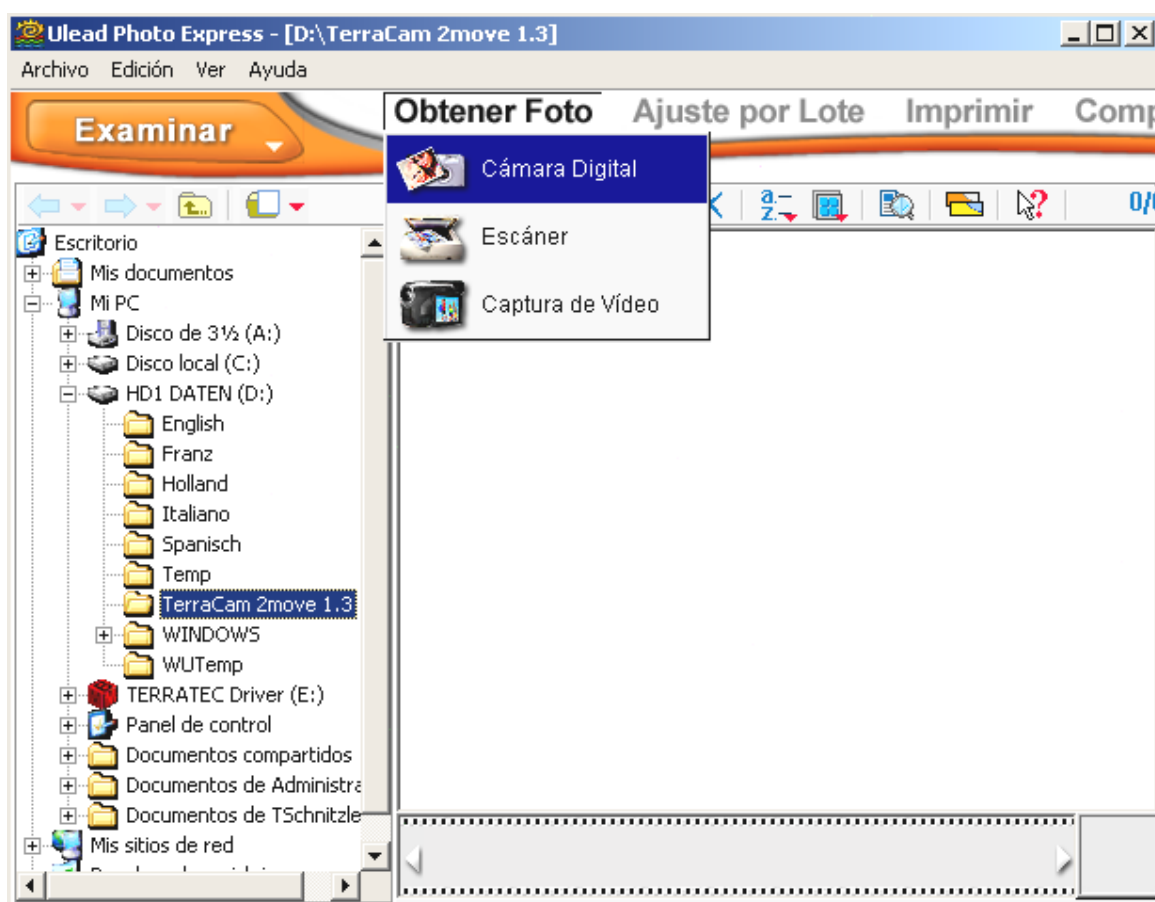 Ulead Photo Express - [D:\TerraCam 2move 1.3]
Archivo Edición Ver Ayuda
Examinar
Obtener Foto Ajuste por Lote Imprimir Comp
Cámara Digital
Escáner
Captura de Vídeo
0/
Escritorio
Mis documentos
Mi PC
Disco de 3½ (A:)
Disco local (C:)
HD1 DATEN (D:)
English
Franz
Holland
Italiano
Spanisch
Temp
TerraCam 2move 1.3
WINDOWS
WUTemp
TERRATEC Driver (E:)
Panel de control
Documentos compartidos
Documentos de Administra
Documentos de TSchnitzle
Mis sitios de red